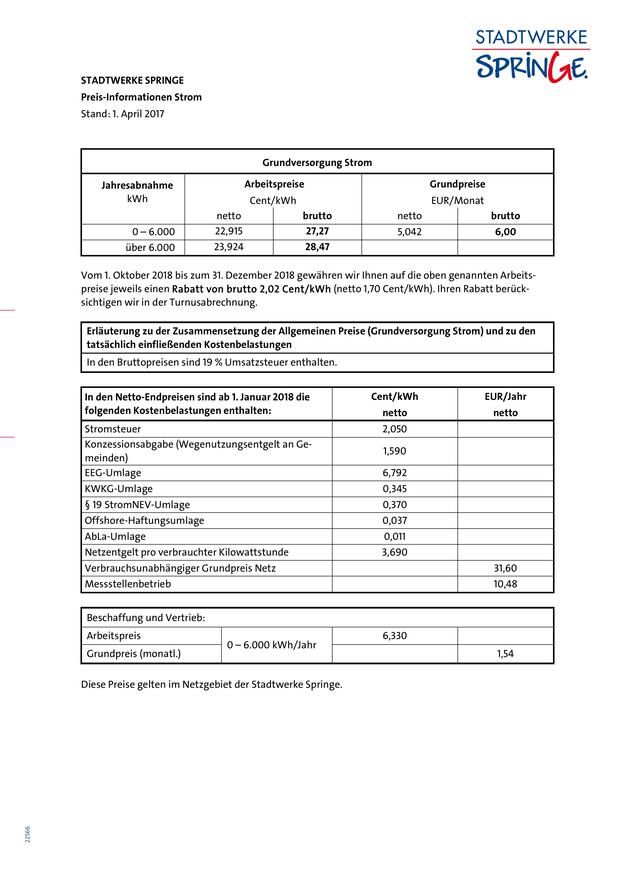 STADTWERKE
SPRINGE.
STADTWERKE SPRINGE
Preis-Informationen Strom
Stand: 1. April 2017
Grundversorgung Strom
Jahresabnahme Arbeitspreise Grundpreise
kWh Cent/kWh EUR/Monat
netto brutto netto brutto
0 – 6.000 22,915 27,27 5,042 6,00
über 6.000 23,924 28,47
Vom 1. Oktober 2018 bis zum 31. Dezember 2018 gewähren wir Ihnen auf die oben genannten Arbeits-
preise jeweils einen Rabatt von brutto 2,02 Cent/kWh (netto 1,70 Cent/kWh). Ihren Rabatt berück-
sichtigen wir in der Turnusabrechnung.
Erläuterung zu der Zusammensetzung der Allgemeinen Preise (Grundversorgung Strom) und zu den
tatsächlich einfließenden Kostenbelastungen
In den Bruttopreisen sind 19 % Umsatzsteuer enthalten.
In den Netto-Endpreisen sind ab 1. Januar 2018 die Cent/kWh EUR/Jahr
folgenden Kostenbelastungen enthalten: netto netto
Stromsteuer 2,050
Konzessionsabgabe (Wegenutzungsentgelt an Ge-
meinden) 1,590
EEG-Umlage 6,792
KWKG-Umlage 0,345
§ 19 StromNEV-Umlage 0,370
Offshore-Haftungsumlage 0,037
AbLa-Umlage 0,011
Netzentgelt pro verbrauchter Kilowattstunde 3,690
Verbrauchsunabhängiger Grundpreis Netz 31,60
Messstellenbetrieb 10,48
Beschaffung und Vertrieb:
Arbeitspreis 0 – 6.000 kWh/Jahr 6,330
Grundpreis (monatl.) 1,54
Diese Preise gelten im Netzgebiet der Stadtwerke Springe.
22566